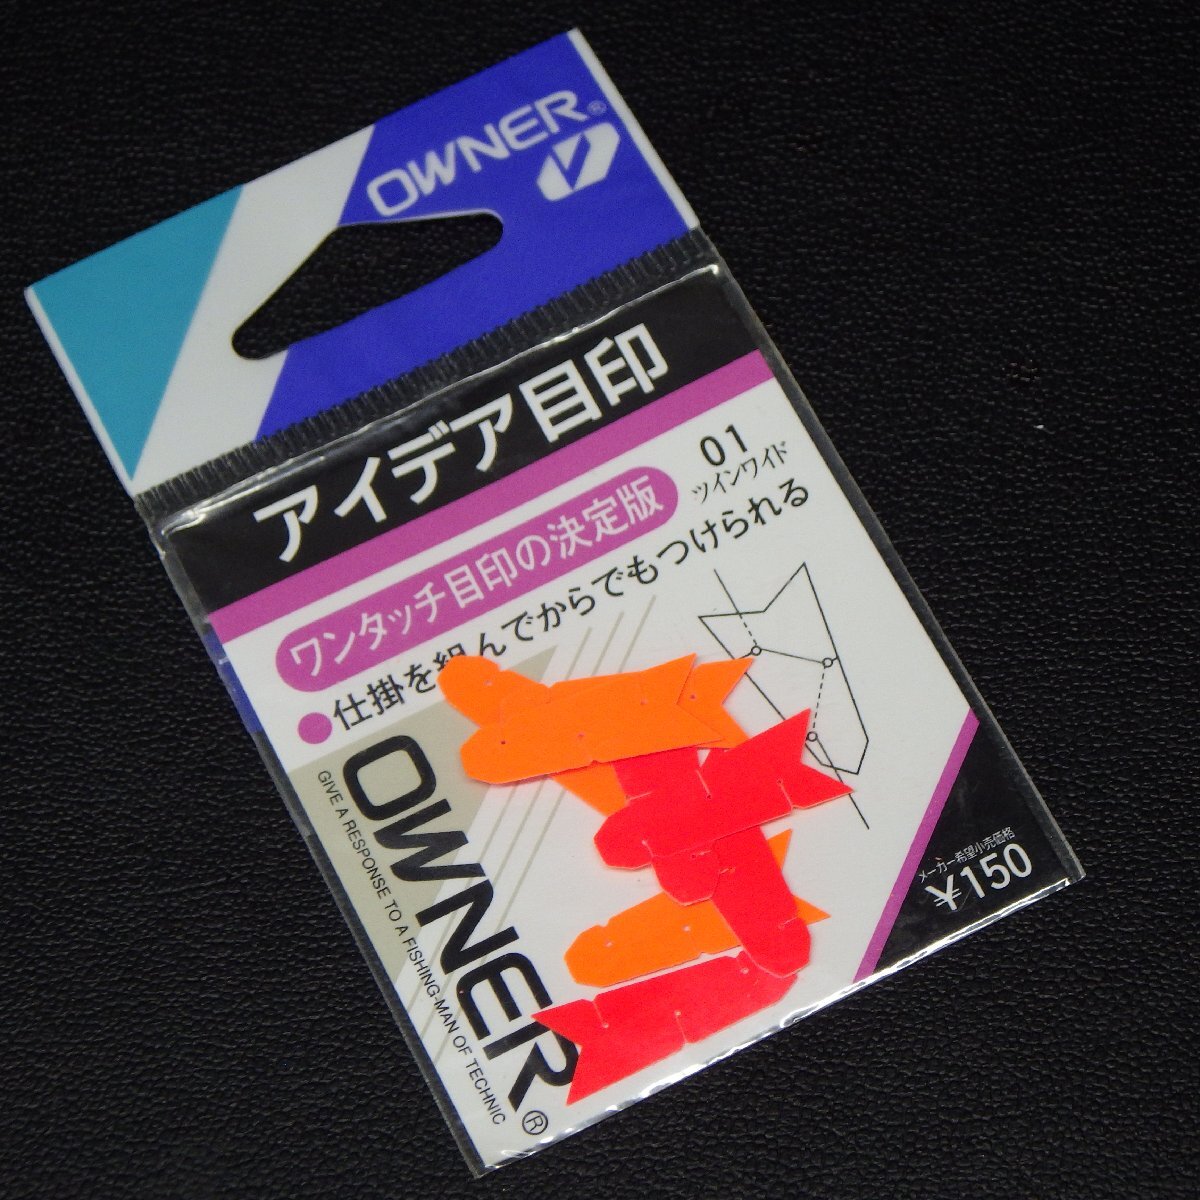 OWNER®
アイデア目印
01
ツインワイド
ワンタッチ目印の決定版
●仕掛を組んでからでもつけられる
OWNER®
GIVE A RESPONSE TO A FISHING-MAN OF TECHNIC
メーカー希望小売価格
¥150